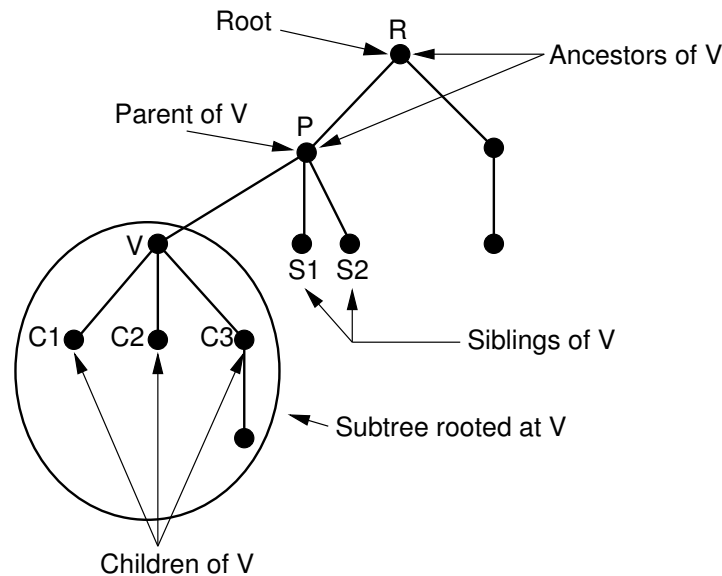 Root
R
Ancestors of V
Parent of V
P
V
S1
S2
C1
C2
C3
Siblings of V
Subtree rooted at V
Children of V